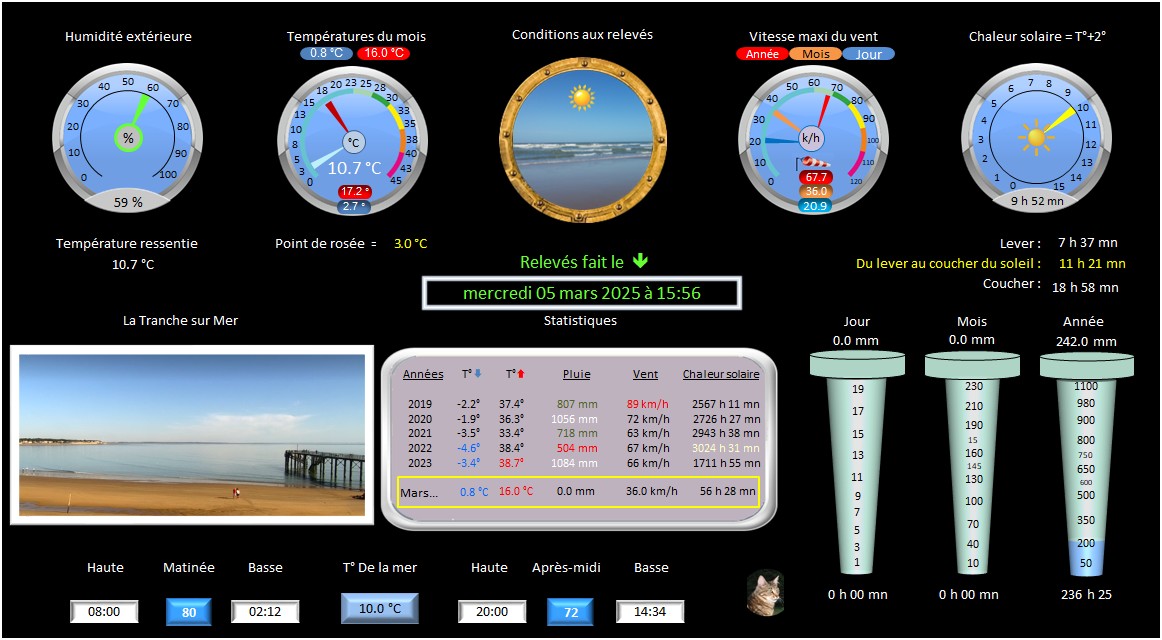 Humidité extérieure
0 10 20 30 40 50 60 70 80 90 100
%
59 %
Température ressentie
10.7 °C
Températures du mois
0.8 °C 16.0 °C
0 3 5 8 10 13 15 18 20 23 25 28 30 33 35 38 40 43 45
°C
10.7 °C
17.2 °
2.7 °
Point de rosée = 3.0 °C
Conditions aux relevés
Relevés fait le
mercredi 05 mars 2025 à 15:56
Vitesse maxi du vent
Année Mois Jour
0 10 20 30 40 50 60 70 80 90 100 110 120
k/h
67.7
36.0
20.9
Chaleur solaire = T°+2°
0 1 2 3 4 5 6 7 8 9 10 11 12 13 14 15
9 h 52 mn
Lever : 7 h 37 mn
Du lever au coucher du soleil : 11 h 21 mn
Coucher : 18 h 58 mn
La Tranche sur Mer
Statistiques
Années T° T° Pluie Vent Chaleur solaire
2019 -2.2° 37.4° 807 mm 89 km/h 2567 h 11 mn
2020 -1.9° 36.3° 1056 mm 72 km/h 2726 h 27 mn
2021 -3.5° 33.4° 718 mm 63 km/h 2943 h 38 mn
2022 -4.6° 38.4° 504 mm 67 km/h 3024 h 31 mn
2023 -3.4° 38.7° 1084 mm 66 km/h 1711 h 55 mn
Mars... 0.8 °C 16.0 °C 0.0 mm 36.0 km/h 56 h 28 mn
Jour
0.0 mm
19
17
15
13
11
9
7
5
3
1
0 h 00 mn
Mois
0.0 mm
230
210
190
15
160
145
130
100
70
40
10
0 h 00 mn
Année
242.0 mm
1100
980
900
800
750
650
600
500
350
200
50
236 h 25
Haute Matinée Basse T° De la mer Haute Après-midi Basse
08:00 80 02:12 10.0 °C 20:00 72 14:34